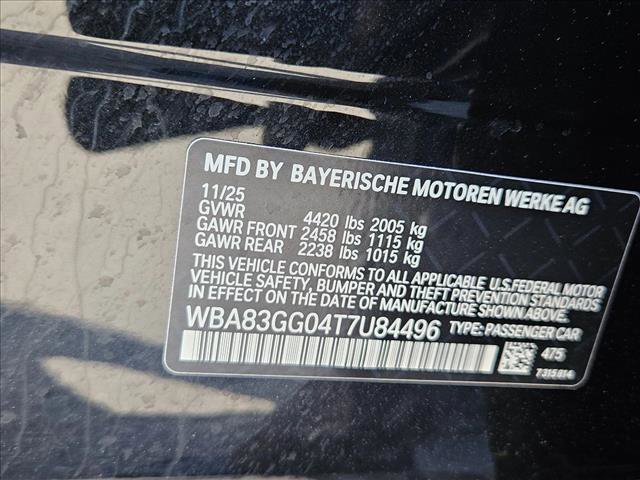 MFD BY BAYERISCHE MOTOREN WERKE AG
11/25
GVWR 4420 lbs 2005 kg
GAWR FRONT 2458 lbs 1115 kg
GAWR REAR 2238 lbs 1015 kg
THIS VEHICLE CONFORMS TO ALL APPLICABLE U.S. FEDERAL MOTOR
VEHICLE SAFETY, BUMPER AND THEFT PREVENTION STANDARDS
IN EFFECT ON THE DATE OF MANUFACTURE SHOWN ABOVE.
WBA83GG04T7U84496 TYPE: PASSENGER CAR
475
7315814